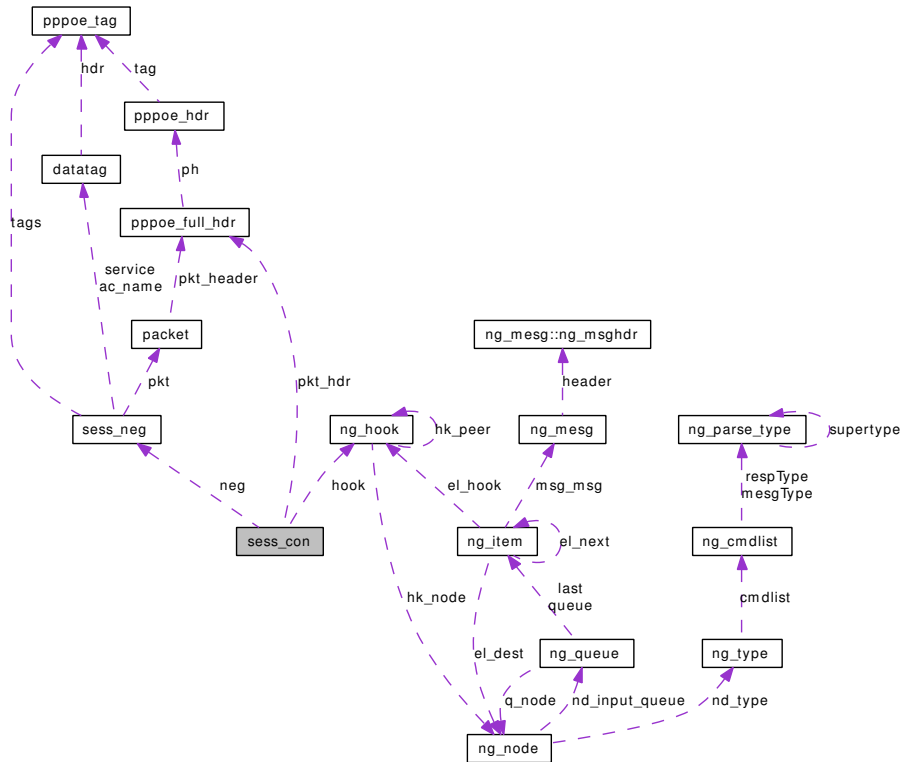 pppoe_tag
hdr
tag
pppoe_hdr
datatag
ph
tags
pppoe_full_hdr
service
ac_name
pkt_header
packet
ng_mesg::ng_msghdr
pkt
pkt_hdr
header
sess_neg
ng_hook
hk_peer
ng_mesg
ng_parse_type
supertype
neg
hook
el_hook
msg_msg
respType
mesgType
sess_con
ng_item
el_next
ng_cmdlist
hk_node
last
queue
cmdlist
el_dest
ng_queue
ng_type
q_node
nd_input_queue
nd_type
ng_node